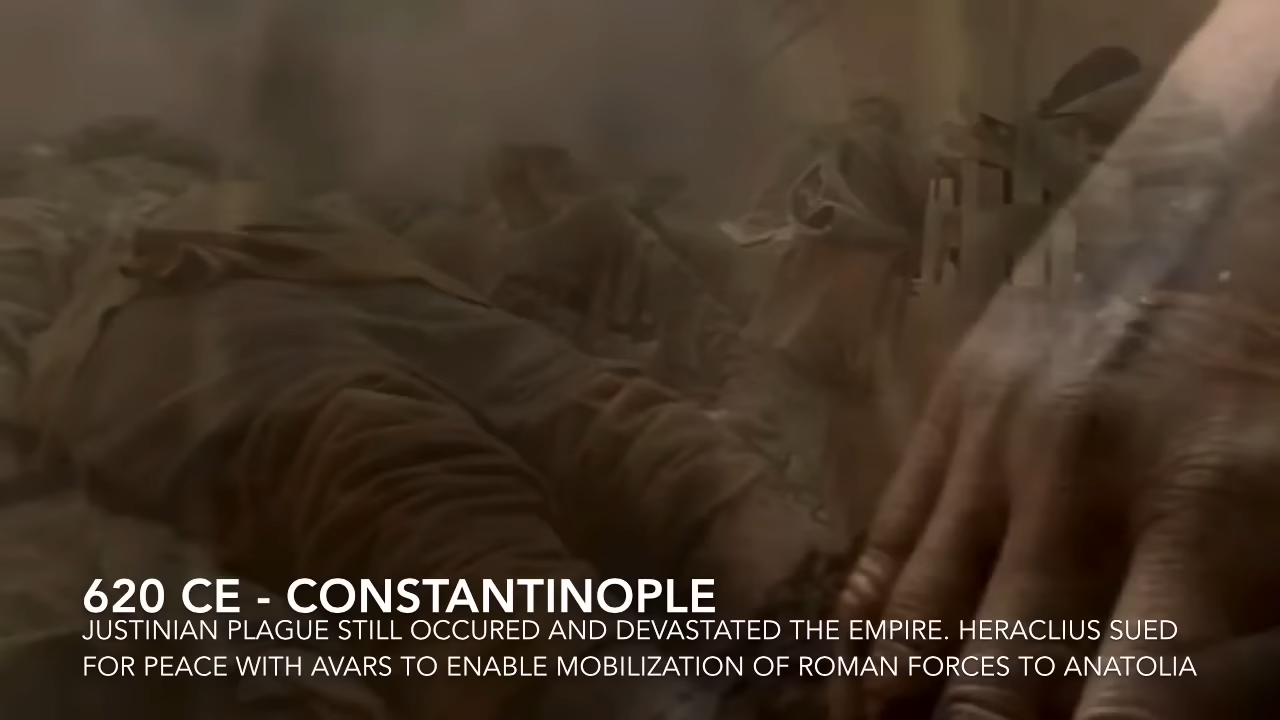 620 CE - CONSTANTINOPLE
JUSTINIAN PLAGUE STILL OCCURED AND DEVASTATED THE EMPIRE. HERACLIUS SUED
FOR PEACE WITH AVARS TO ENABLE MOBILIZATION OF ROMAN FORCES TO ANATOLIA